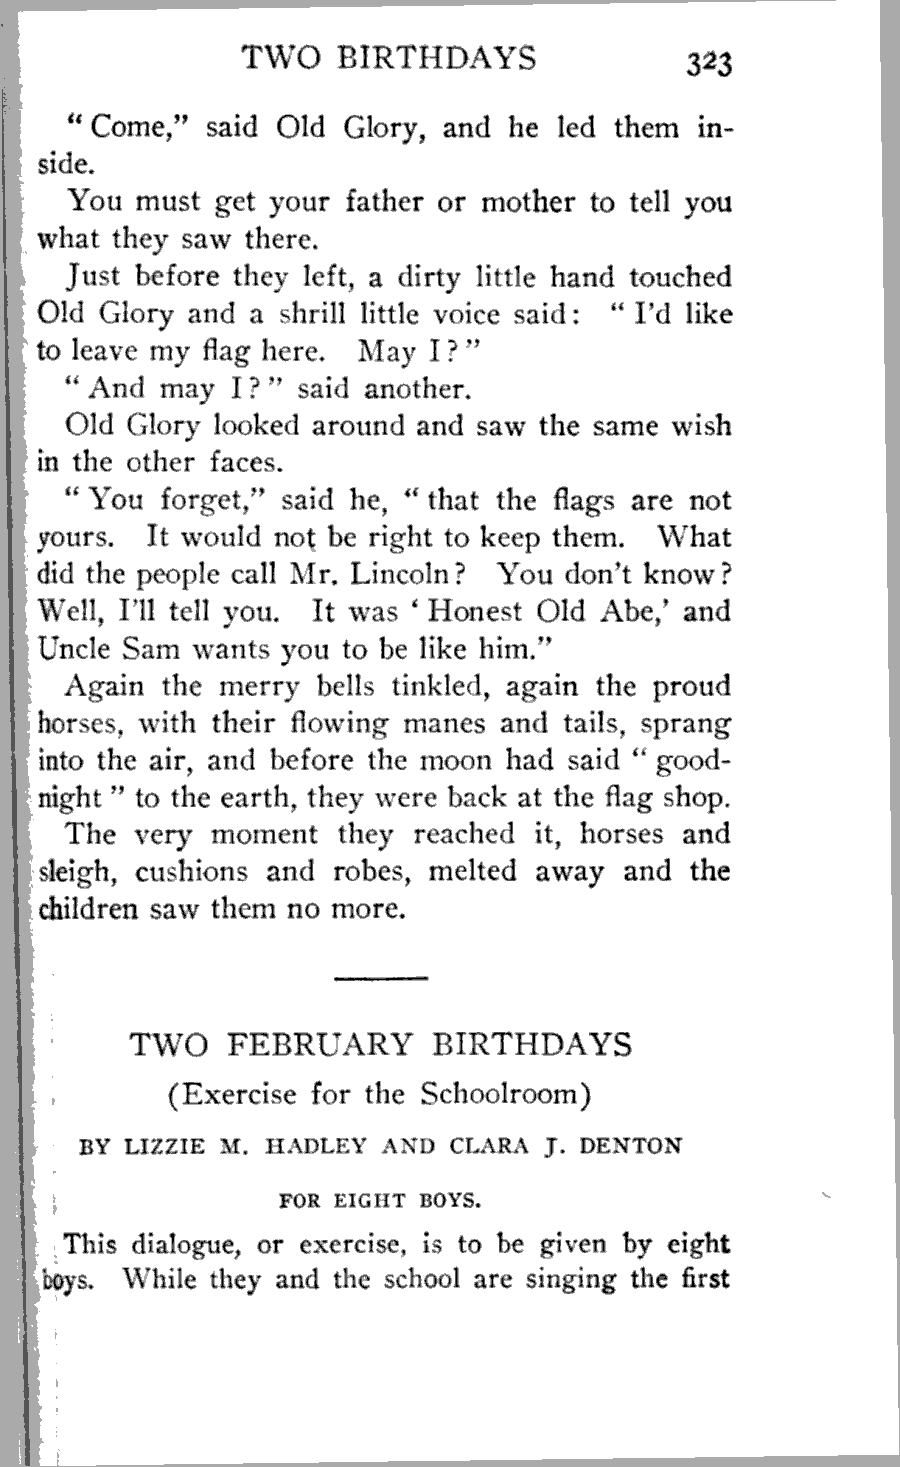 TWO BIRTHDAYS 323
“ Come,” said Old Glory, and he led them in-
side.
You must get your father or mother to tell you
what they saw there.
Just before they left, a dirty little hand touched
Old Glory and a shrill little voice said: “ I’d like
to leave my flag here. May I? ”
“ And may I? ” said another.
Old Glory looked around and saw the same wish
in the other faces.
“ You forget,” said he, “ that the flags are not
yours. It would not be right to keep them. What
did the people call Mr. Lincoln? You don’t know?
Well, I’ll tell you. It was ‘ Honest Old Abe,’ and
Uncle Sam wants you to be like him.”
Again the merry bells tinkled, again the proud
horses, with their flowing manes and tails, sprang
into the air, and before the moon had said “ good-
night ” to the earth, they were back at the flag shop.
The very moment they reached it, horses and
sleigh, cushions and robes, melted away and the
children saw them no more.
TWO FEBRUARY BIRTHDAYS
(Exercise for the Schoolroom)
BY LIZZIE M. HADLEY AND CLARA J. DENTON
FOR EIGHT BOYS.
This dialogue, or exercise, is to be given by eight
boys. While they and the school are singing the first